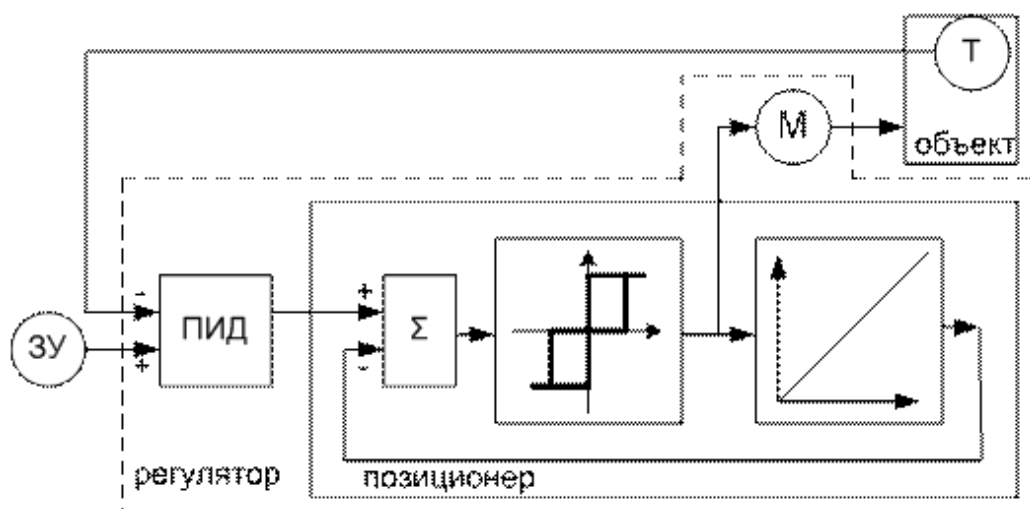 T
М
объект
-
ПИД
+
ЗУ
+
Σ
-
регулятор
позиционер